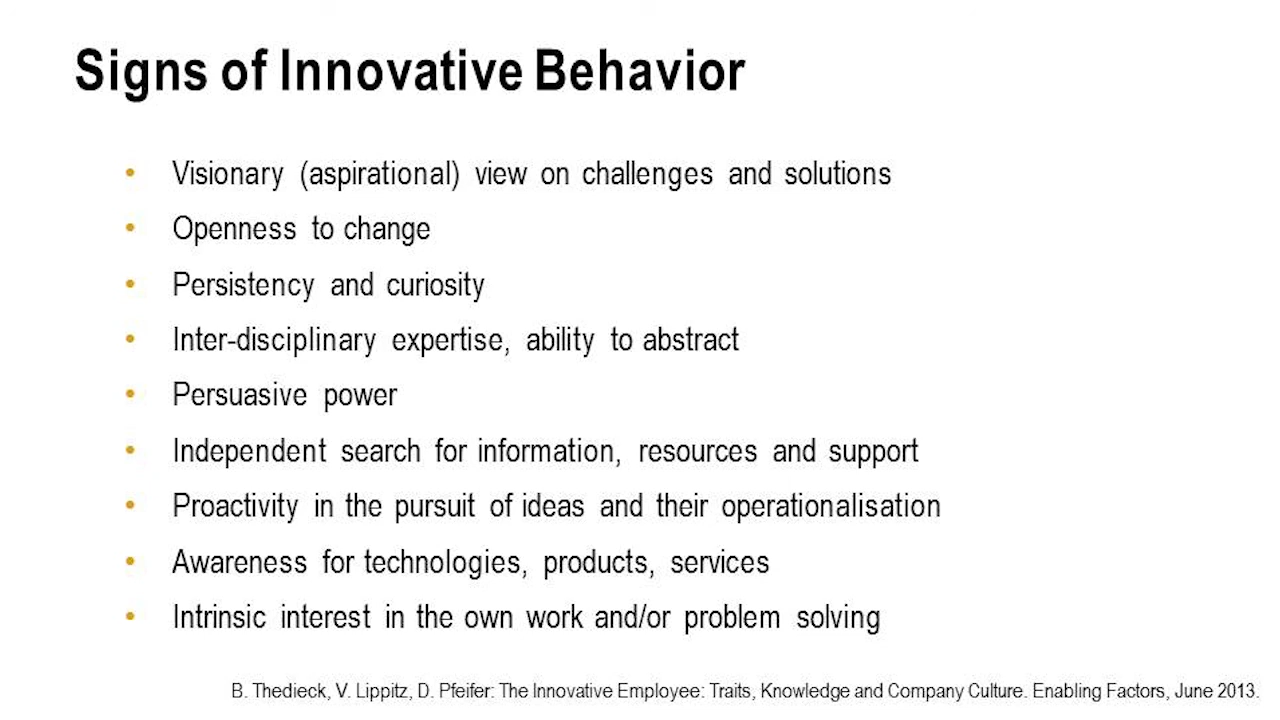 Signs of Innovative Behavior
• Visionary (aspirational) view on challenges and solutions
• Openness to change
• Persistency and curiosity
• Inter-disciplinary expertise, ability to abstract
• Persuasive power
• Independent search for information, resources and support
• Proactivity in the pursuit of ideas and their operationalisation
• Awareness for technologies, products, services
• Intrinsic interest in the own work and/or problem solving
B. Thedieck, V. Lippitz, D. Pfeifer: The Innovative Employee: Traits, Knowledge and Company Culture. Enabling Factors, June 2013.